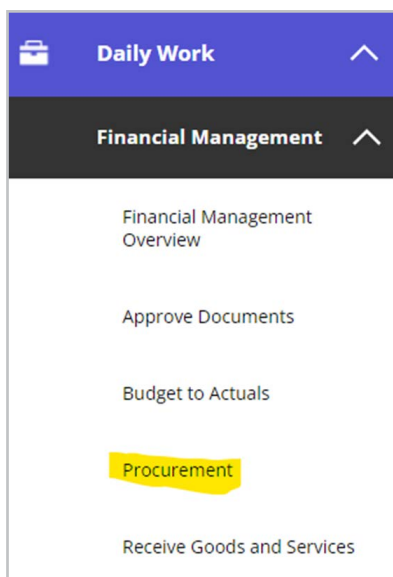 Daily Work
Financial Management
Financial Management
Overview
Approve Documents
Budget to Actuals
Procurement
Receive Goods and Services